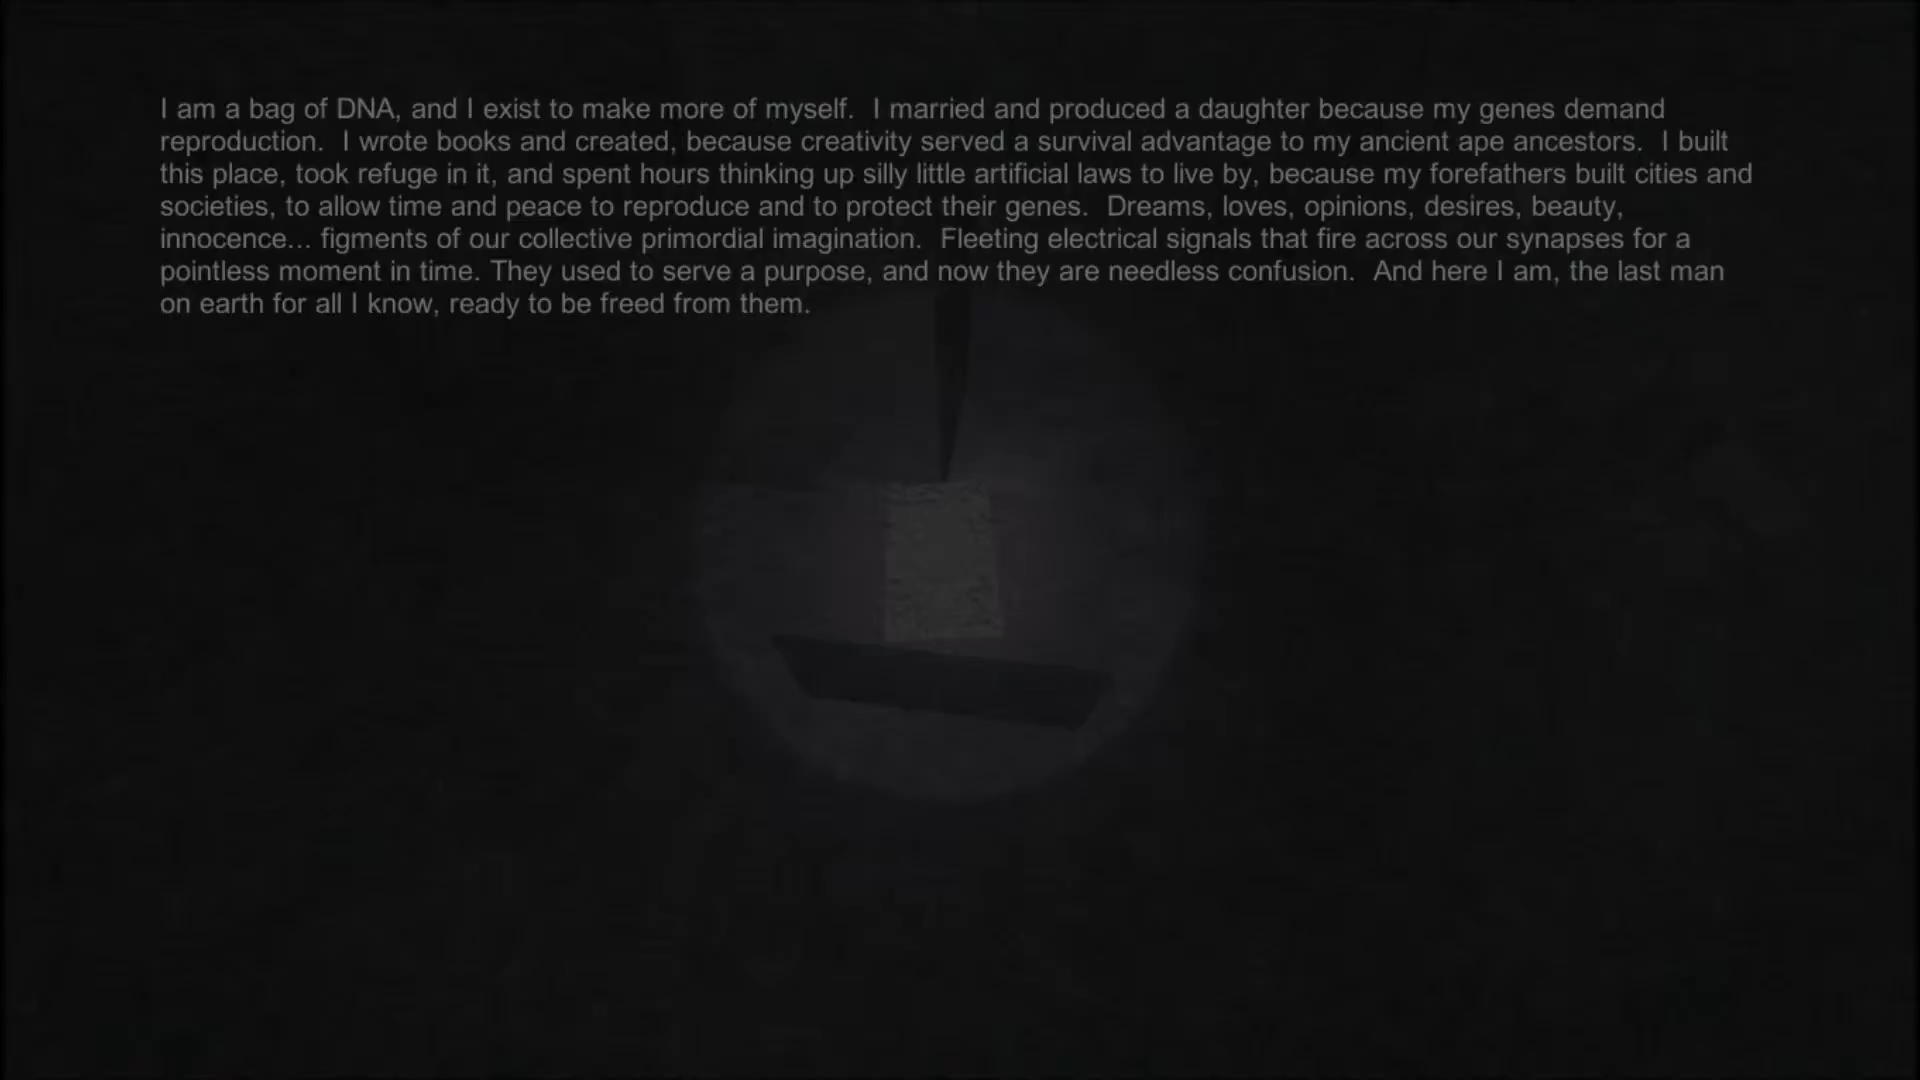 I am a bag of DNA, and I exist to make more of myself.  I married and produced a daughter because my genes demand
reproduction.  I wrote books and created, because creativity served a survival advantage to my ancient ape ancestors.  I built
this place, took refuge in it, and spent hours thinking up silly little artificial laws to live by, because my forefathers built cities and
societies, to allow time and peace to reproduce and to protect their genes.  Dreams, loves, opinions, desires, beauty,
innocence... figments of our collective primordial imagination.  Fleeting electrical signals that fire across our synapses for a
pointless moment in time. They used to serve a purpose, and now they are needless confusion.  And here I am, the last man
on earth for all I know, ready to be freed from them.